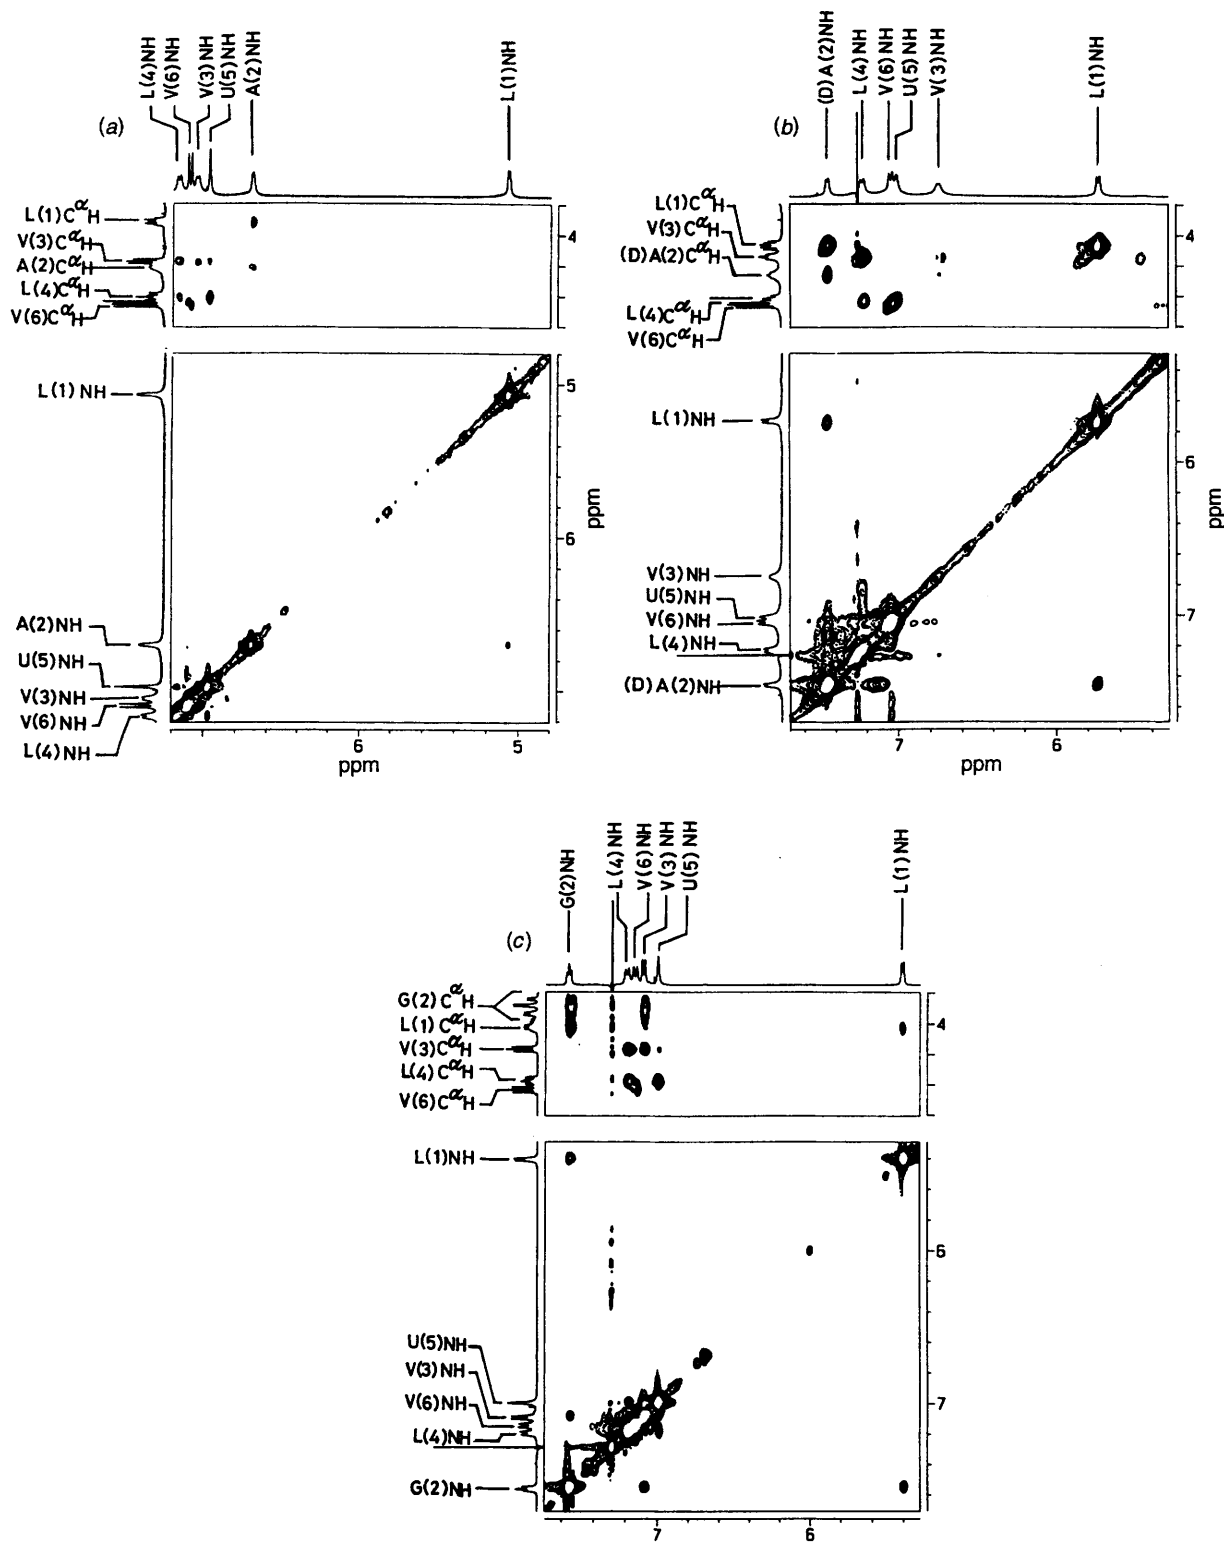 (a)
L(4)NH
V(6)NH
V(3)NH
U(5)NH
A(2)NH
L(1)NH
L(1)CαH
V(3)CαH
A(2)CαH
L(4)CαH
V(6)CαH
4
L(1) NH
A(2)NH
U(5)NH
V(3)NH
V(6)NH
L(4)NH
5
6
ppm
6
5
ppm
(b)
(D)A(2)NH
L(4)NH
V(6)NH
U(5)NH
V(3)NH
L(1)NH
L(1)CαH
V(3)CαH
(D)A(2)CαH
L(4)CαH
V(6)CαH
4
L(1)NH
V(3)NH
U(5)NH
V(6)NH
L(4)NH
(D)A(2)NH
6
7
ppm
7
6
ppm
(c)
G(2)NH
L(4)NH
V(6)NH
V(3)NH
U(5)NH
L(1)NH
G(2)CαH
L(1)CαH
V(3)CαH
L(4)CαH
V(6)CαH
4
L(1)NH
U(5)NH
V(3)NH
V(6)NH
L(4)NH
G(2)NH
6
7
7
6